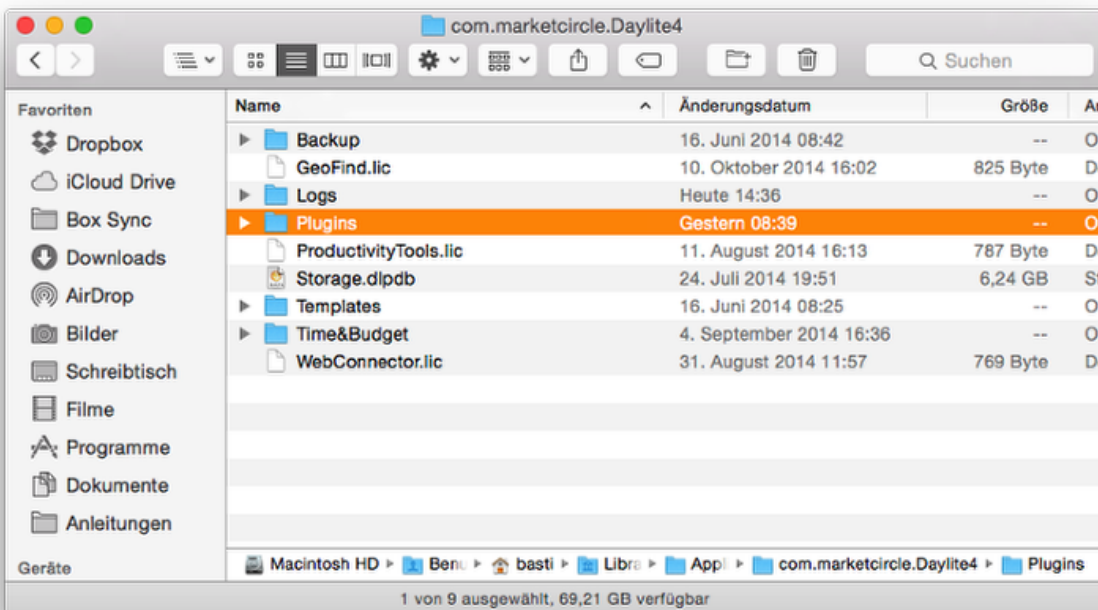 com.marketcircle.Daylite4
Suchen
Favoriten
Dropbox
iCloud Drive
Box Sync
Downloads
AirDrop
Bilder
Schreibtisch
Filme
Programme
Dokumente
Anleitungen
Geräte
Name Änderungsdatum Größe
Backup 16. Juni 2014 08:42 --
GeoFind.lic 10. Oktober 2014 16:02 825 Byte
Logs Heute 14:36 --
Plugins Gestern 08:39 --
ProductivityTools.lic 11. August 2014 16:13 787 Byte
Storage.dlpdb 24. Juli 2014 19:51 6,24 GB
Templates 16. Juni 2014 08:25 --
Time&Budget 4. September 2014 16:36 --
WebConnector.lic 31. August 2014 11:57 769 Byte
Macintosh HD Benu basti Libra Appl com.marketcircle.Daylite4 Plugins
1 von 9 ausgewählt, 69,21 GB verfügbar